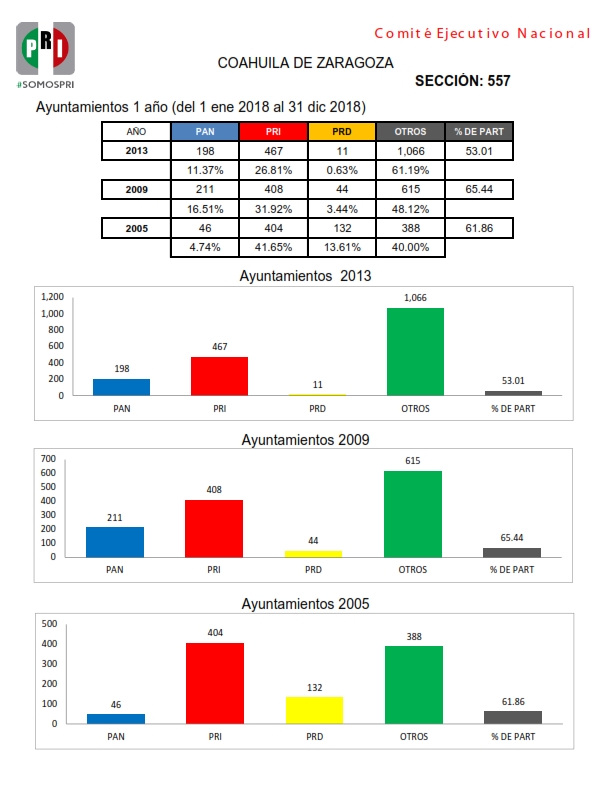 PRI
#SOMOSPRI
Comité Ejecutivo Nacional
COAHUILA DE ZARAGOZA
SECCIÓN: 557
Ayuntamientos 1 año (del 1 ene 2018 al 31 dic 2018)
AÑO PAN PRI PRD OTROS % DE PART
2013 198 467 11 1,066 53.01
11.37% 26.81% 0.63% 61.19%
2009 211 408 44 615 65.44
16.51% 31.92% 3.44% 48.12%
2005 46 404 132 388 61.86
4.74% 41.65% 13.61% 40.00%
Ayuntamientos 2013
1,200
1,000
800
600
400
200
0
198 467 11 1,066 53.01
PAN PRI PRD OTROS % DE PART
Ayuntamientos 2009
700
600
500
400
300
200
100
0
211 408 44 615 65.44
PAN PRI PRD OTROS % DE PART
Ayuntamientos 2005
500
400
300
200
100
0
46 404 132 388 61.86
PAN PRI PRD OTROS % DE PART